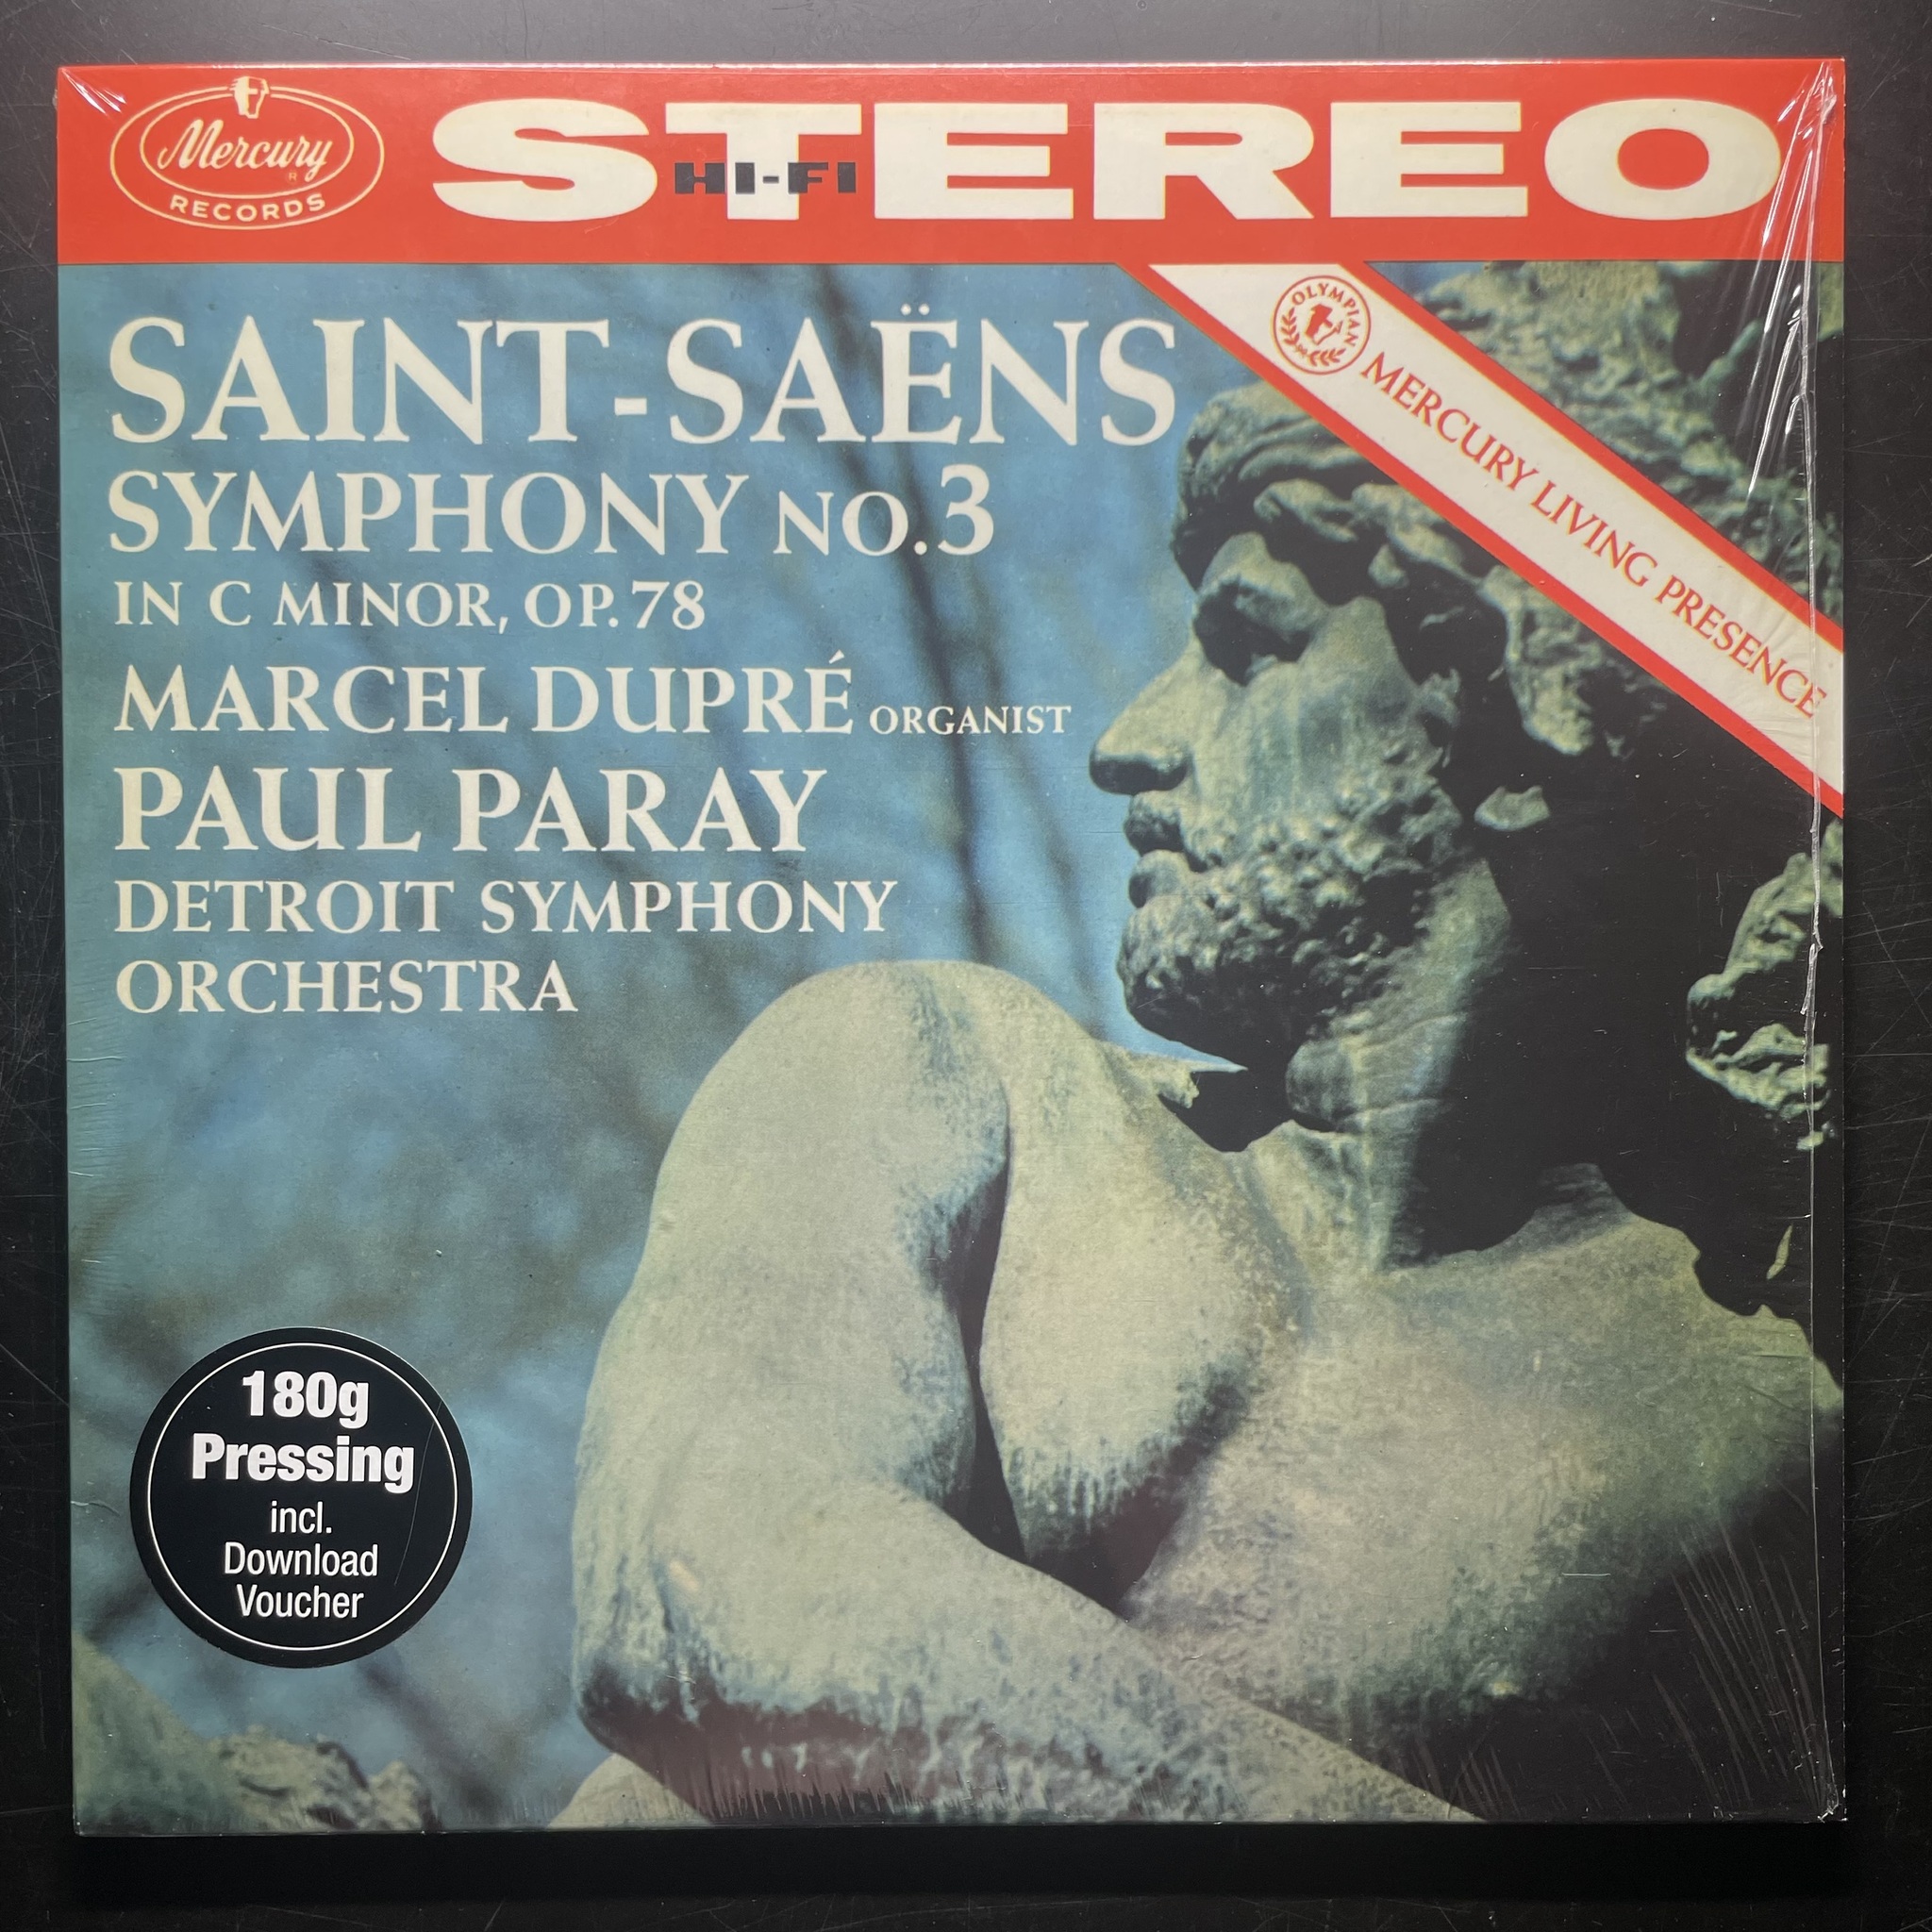 Mercury
RECORDS
STEREO
HI-FI
OLYMPIAN
MERCURY LIVING PRESENCE
SAINT-SAËNS
SYMPHONY NO.3
IN C MINOR, OP.78
MARCEL DUPRÉ ORGANIST
PAUL PARAY
DETROIT SYMPHONY
ORCHESTRA
180g
Pressing
incl.
Download
Voucher